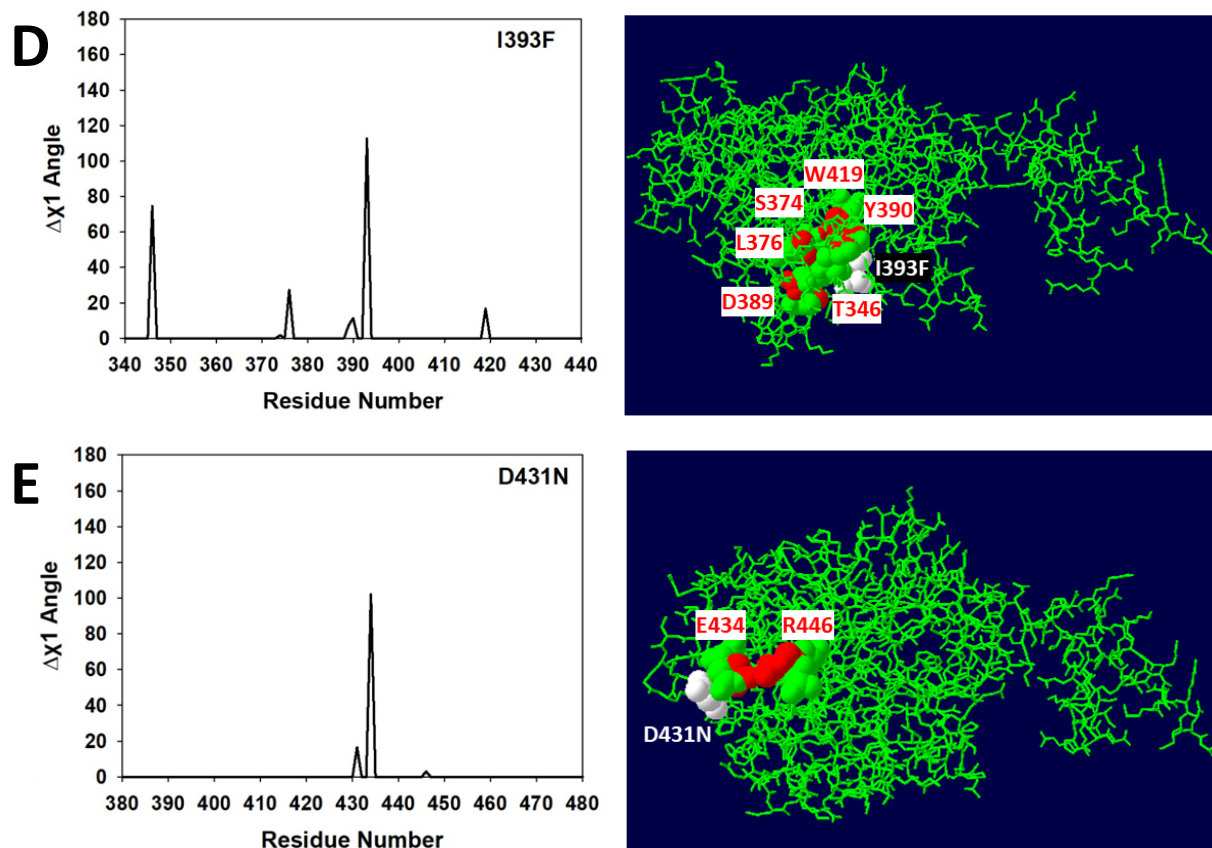 D
I393F
180
160
140
120
100
80
60
40
20
0
Δχ1 Angle
340 350 360 370 380 390 400 410 420 430 440
Residue Number
W419
S374
Y390
L376
I393F
D389
T346
E
D431N
180
160
140
120
100
80
60
40
20
0
Δχ1 Angle
380 390 400 410 420 430 440 450 460 470 480
Residue Number
E434 R446
D431N